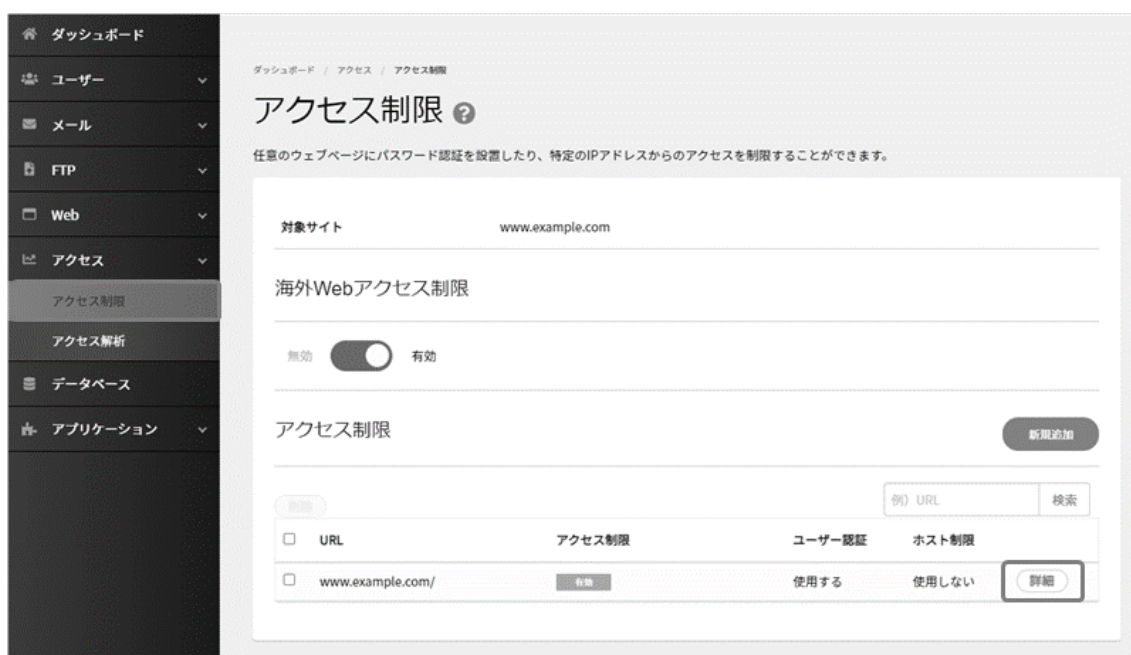 ダッシュボード
ユーザー
メール
FTP
Web
アクセス
アクセス制限
アクセス解析
データベース
アプリケーション
ダッシュボード / アクセス / アクセス制限
アクセス制限 ?
任意のウェブページにパスワード認証を設置したり、特定のIPアドレスからのアクセスを制限することができます。
対象サイト www.example.com
海外Webアクセス制限
無効 有効
アクセス制限 新規追加
削除 例）URL 検索
URL アクセス制限 ユーザー認証 ホスト制限
www.example.com/ 有効 使用する 使用しない 詳細